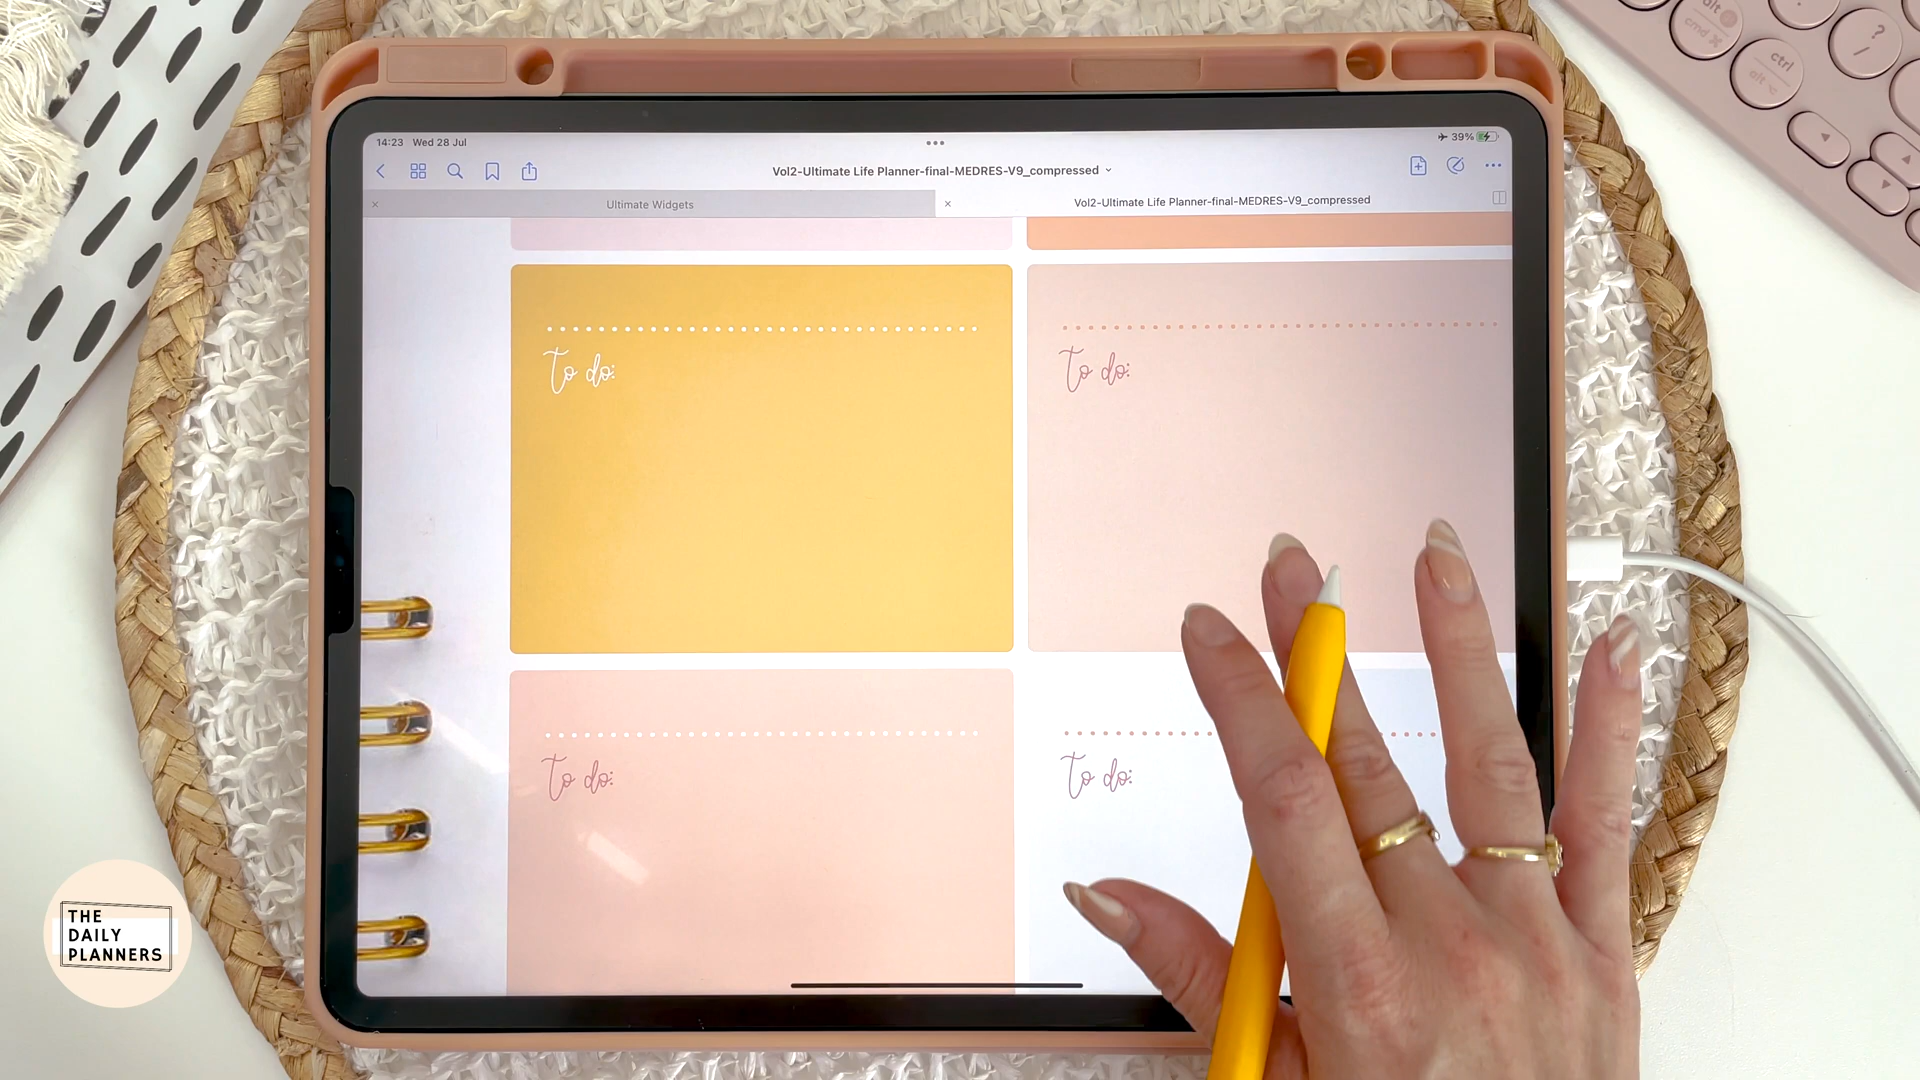 alt
cmd ⌘
ctrl
alt ⌥
?
/
14:23 Wed 28 Jul
39%
Vol2-Ultimate Life Planner-final-MEDRES-V9_compressed
Ultimate Widgets
Vol2-Ultimate Life Planner-final-MEDRES-V9_compressed
To do:
To do:
To do:
To do:
THE
DAILY
PLANNERS